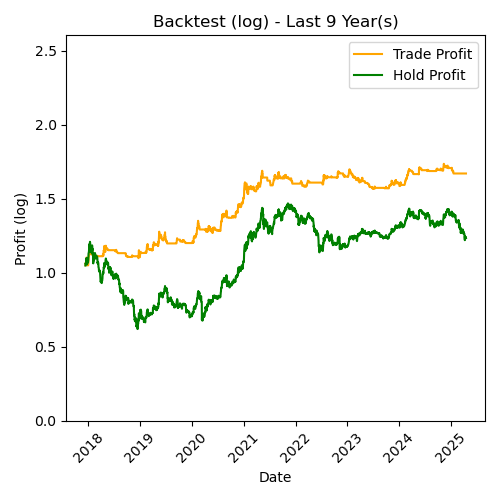 Backtest (log) - Last 9 Year(s)
Trade Profit
Hold Profit
Profit (log)
2.5
2.0
1.5
1.0
0.5
0.0
2018 2019 2020 2021 2022 2023 2024 2025
Date